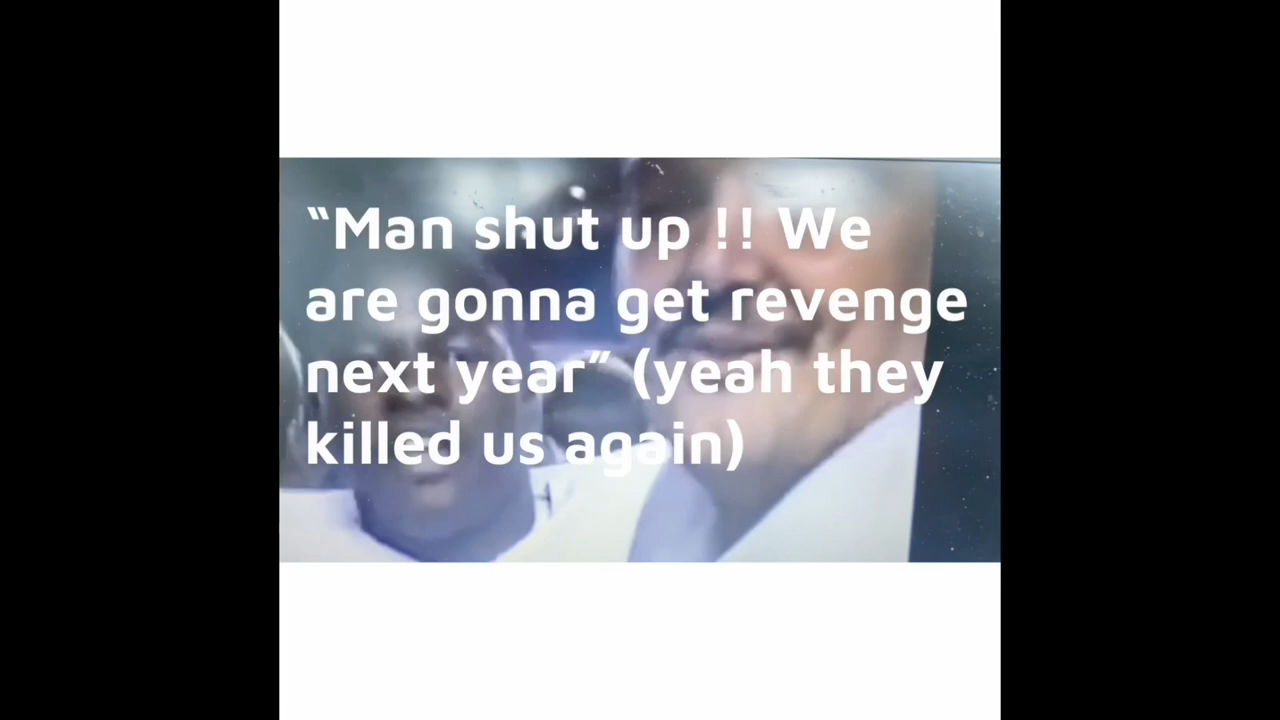 “Man shut up !! We
are gonna get revenge
next year” (yeah they
killed us again)